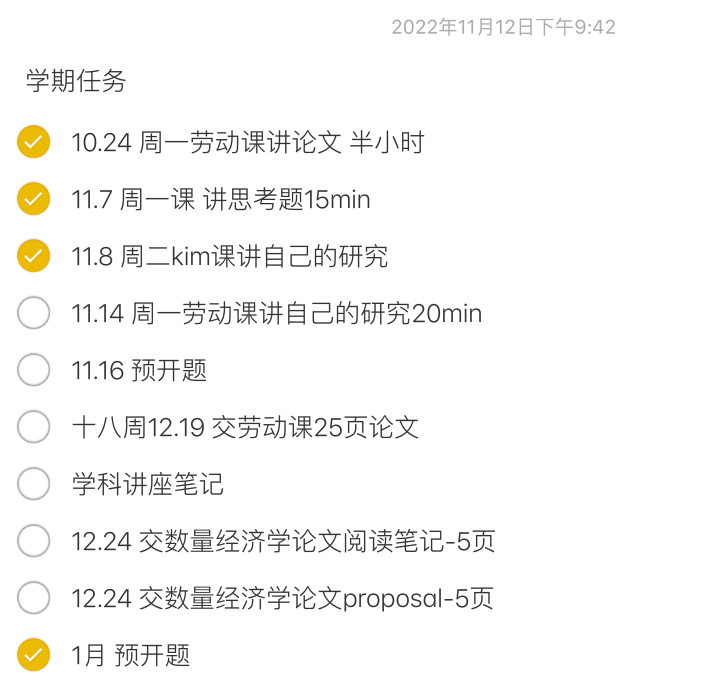 2022年11月12日下午9:42
学期任务
10.24 周一劳动课讲论文 半小时
11.7 周一课 讲思考题15min
11.8 周二kim课讲自己的研究
11.14 周一劳动课讲自己的研究20min
11.16 预开题
十八周12.19 交劳动课25页论文
学科讲座笔记
12.24 交数量经济学论文阅读笔记-5页
12.24 交数量经济学论文proposal-5页
1月 预开题